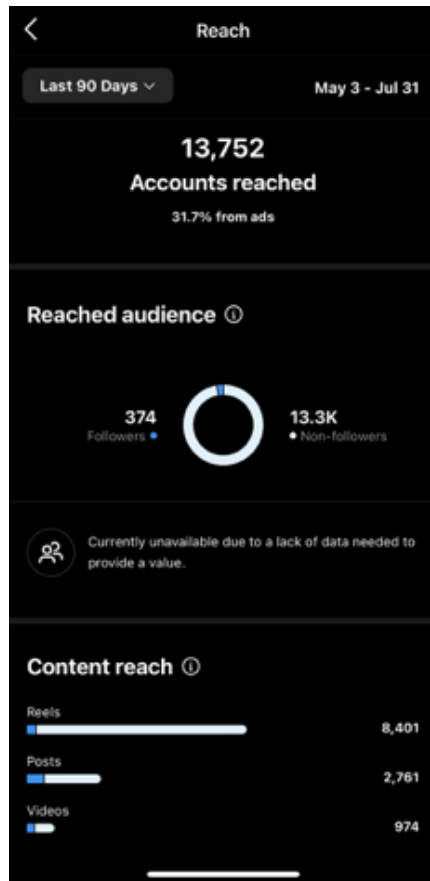 Reach
Last 90 Days
May 3 - Jul 31
13,752
Accounts reached
31.7% from ads
Reached audience
374
Followers
13.3K
Non-followers
Currently unavailable due to a lack of data needed to
provide a value.
Content reach
Reels
8,401
Posts
2,761
Videos
974